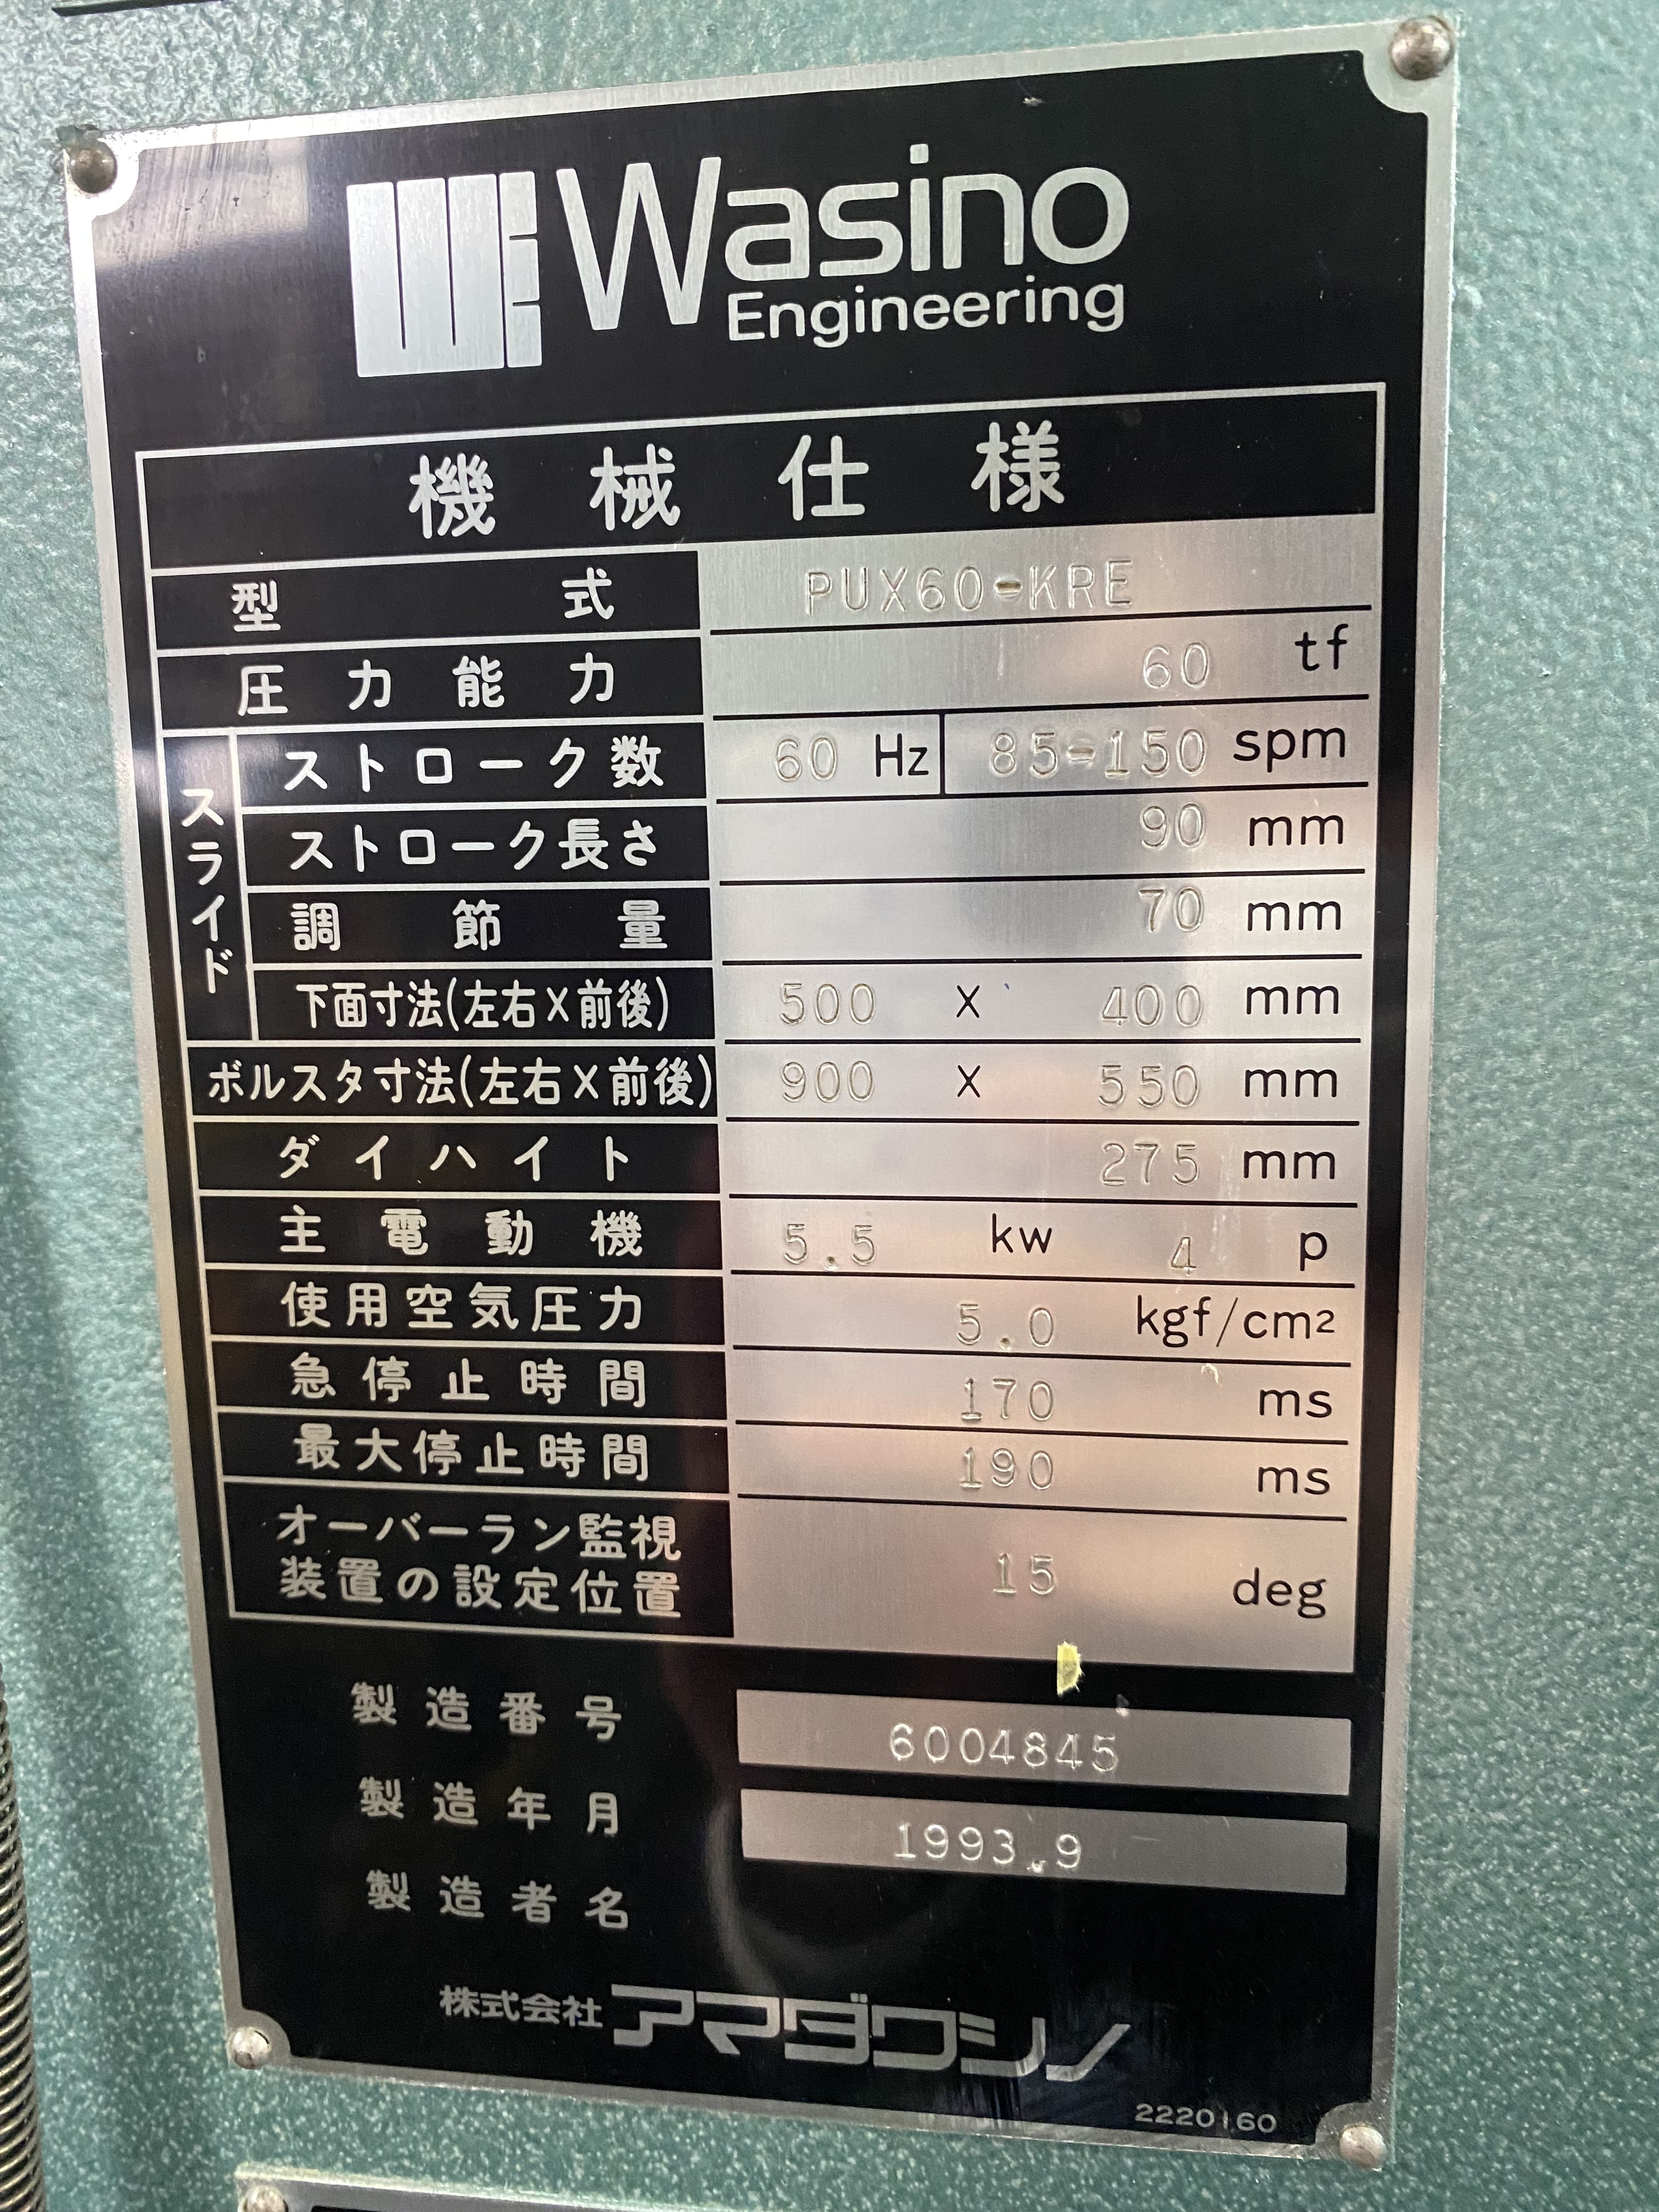 Wasino
Engineering
機械仕様
型式 PUX60-KRE
圧力能力 60 tf
スライド
ストローク数 60 Hz 85-150 spm
ストローク長さ 90 mm
調節量 70 mm
下面寸法(左右X前後) 500 X 400 mm
ボルスタ寸法(左右X前後) 900 X 550 mm
ダイハイト 275 mm
主電動機 5.5 kw 4 p
使用空気圧力 5.0 kgf/cm²
急停止時間 170 ms
最大停止時間 190 ms
オーバーラン監視
装置の設定位置 15 deg
製造番号 6004845
製造年月 1993.9
製造者名
株式会社アマダワシノ
2220160